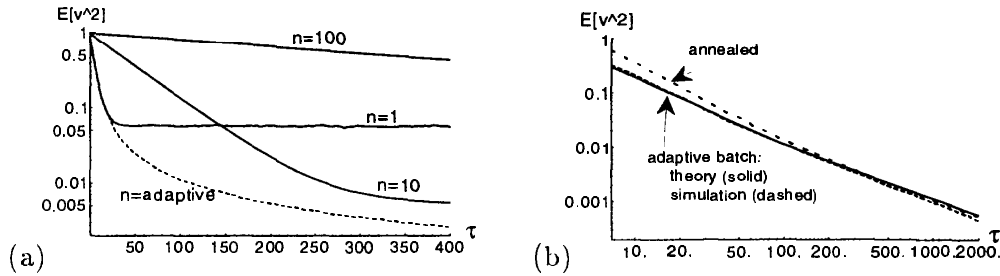 E[v^2]
1
0.5
0.1
0.05
0.01
0.005
n=100
n=1
n=10
n=adaptive
50 100 150 200 250 300 350 400
τ
(a)
E[v^2]
1
0.1
0.01
0.001
annealed
adaptive batch:
theory (solid)
simulation (dashed)
10. 20. 50. 100. 200. 500. 1000.2000.
τ
(b)